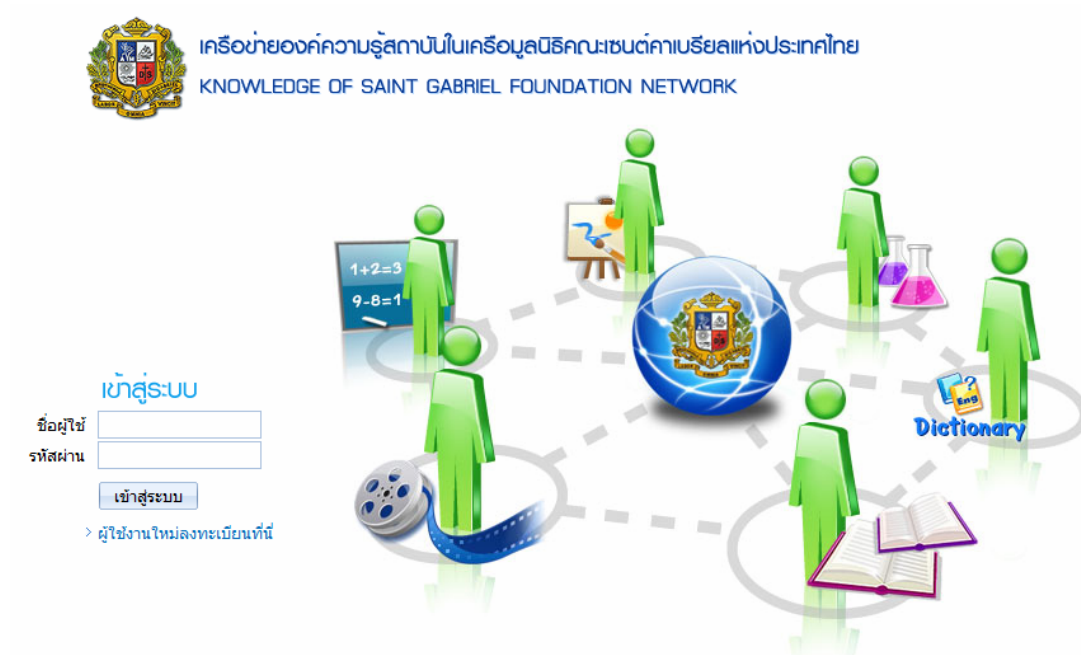 เครือข่ายองค์ความรู้สถาบันในเครือมูลนิธิคณะเซนต์คาเบรียลแห่งประเทศไทย
KNOWLEDGE OF SAINT GABRIEL FOUNDATION NETWORK
1+2=3
9-8=1
เข้าสู่ระบบ
ชื่อผู้ใช้
รหัสผ่าน
เข้าสู่ระบบ
> ผู้ใช้งานใหม่ลงทะเบียนที่นี่
?
Eng
Dictionary
LABOR OMNIA VINCIT
D S